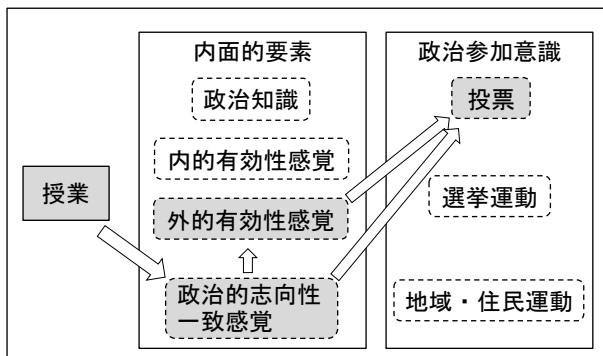 内面的要素
政治知識
内的有効性感覚
外的有効性感覚
政治的志向性
一致感覚
授業
政治参加意識
投票
選挙運動
地域・住民運動